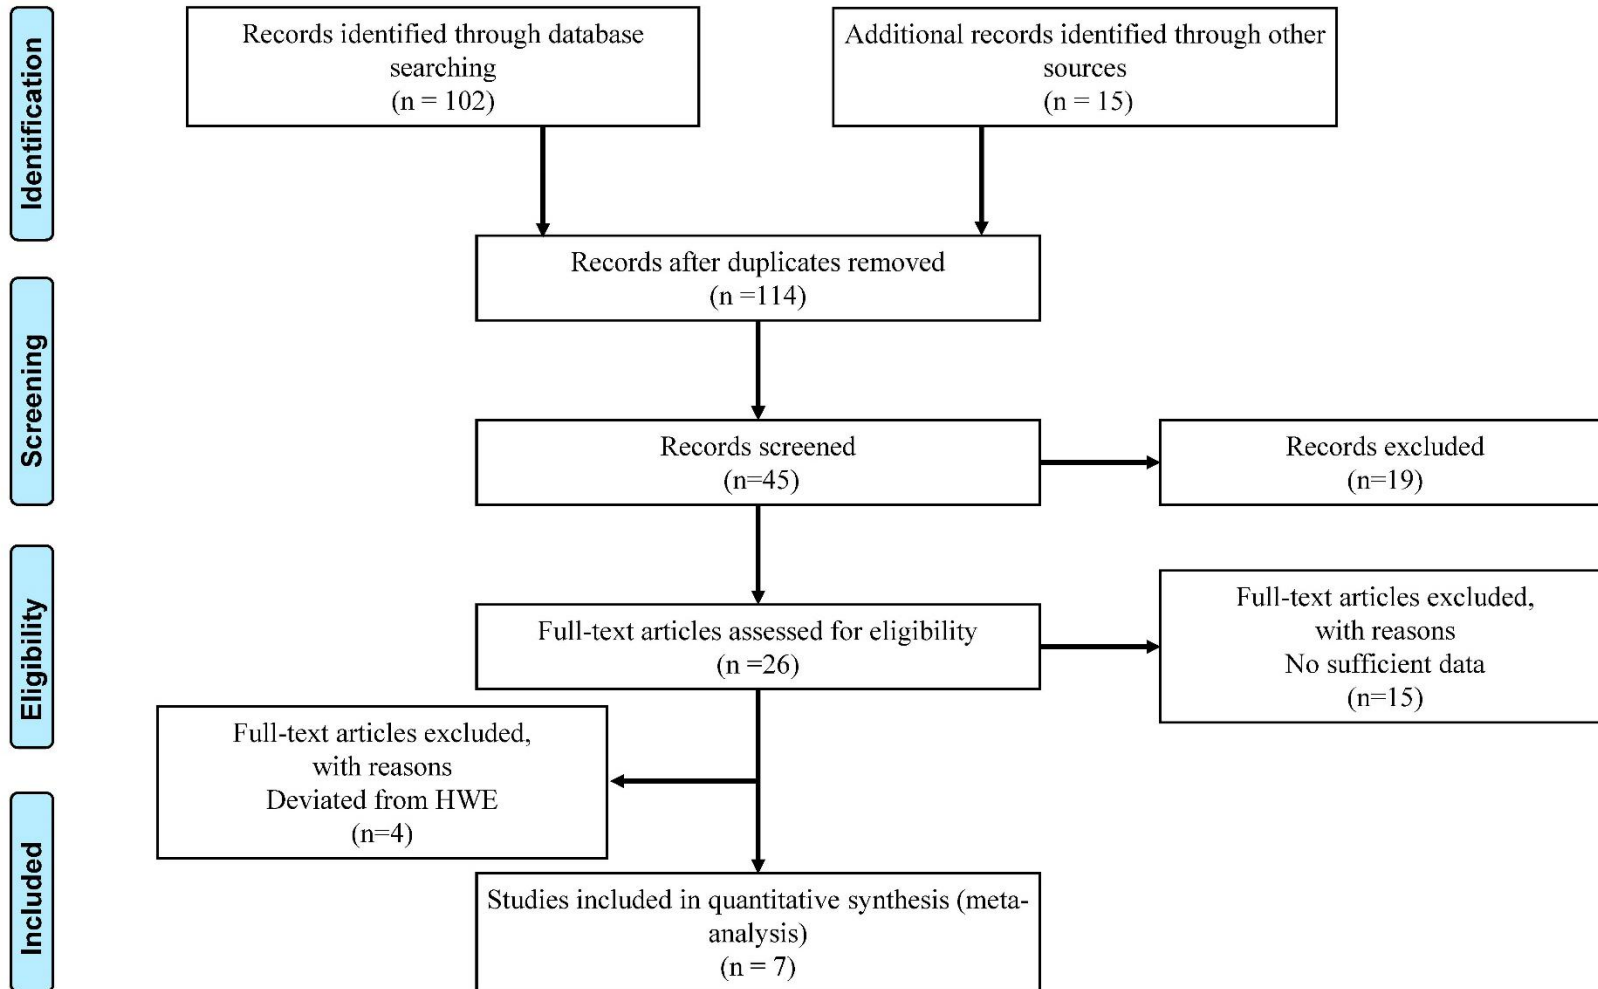 Identification
Records identified through database
searching
(n = 102)
Additional records identified through other
sources
(n = 15)
Records after duplicates removed
(n =114)
Screening
Records screened
(n=45)
Records excluded
(n=19)
Eligibility
Full-text articles assessed for eligibility
(n =26)
Full-text articles excluded,
with reasons
No sufficient data
(n=15)
Full-text articles excluded,
with reasons
Deviated from HWE
(n=4)
Included
Studies included in quantitative synthesis (meta-
analysis)
(n = 7)